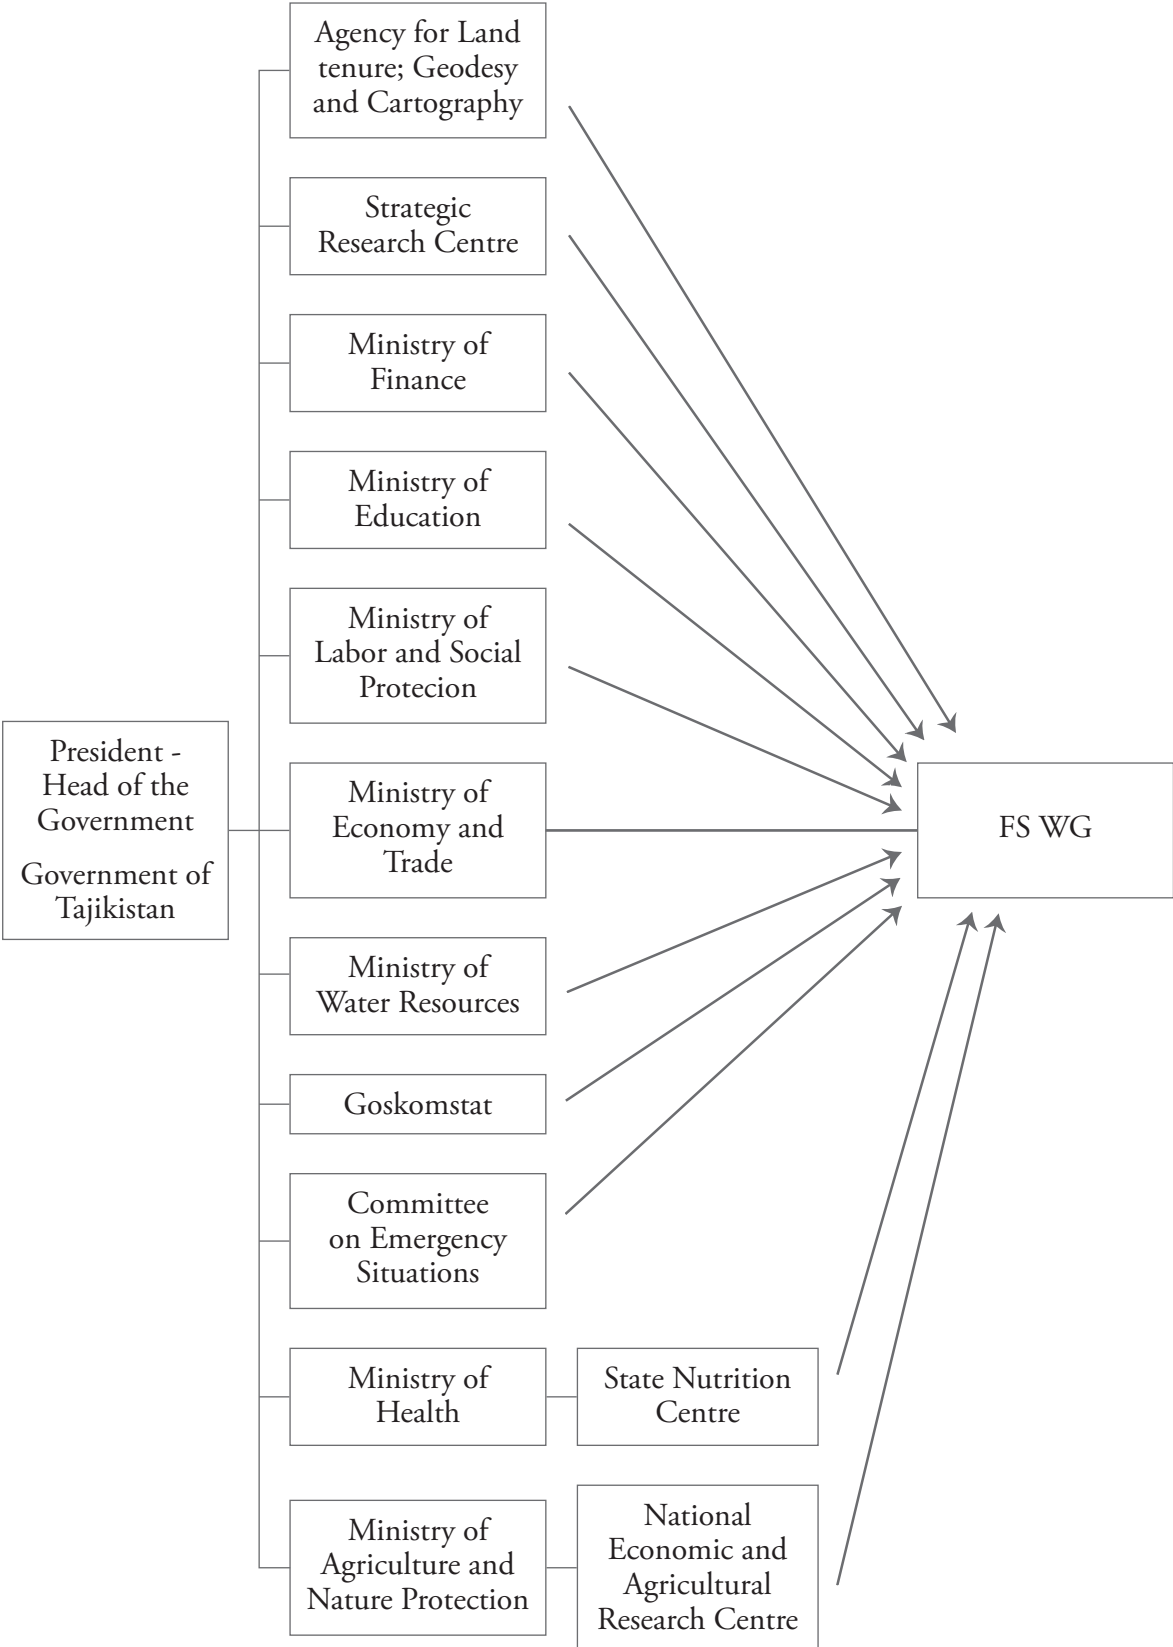 Agency for Land
tenure; Geodesy
and Cartography
Strategic
Research Centre
Ministry of
Finance
Ministry of
Education
Ministry of
Labor and Social
Protecion
President -
Head of the
Government
Government of
Tajikistan
Ministry of
Economy and
Trade
FS WG
Ministry of
Water Resources
Goskomstat
Committee
on Emergency
Situations
Ministry of
Health
State Nutrition
Centre
Ministry of
Agriculture and
Nature Protection
National
Economic and
Agricultural
Research Centre